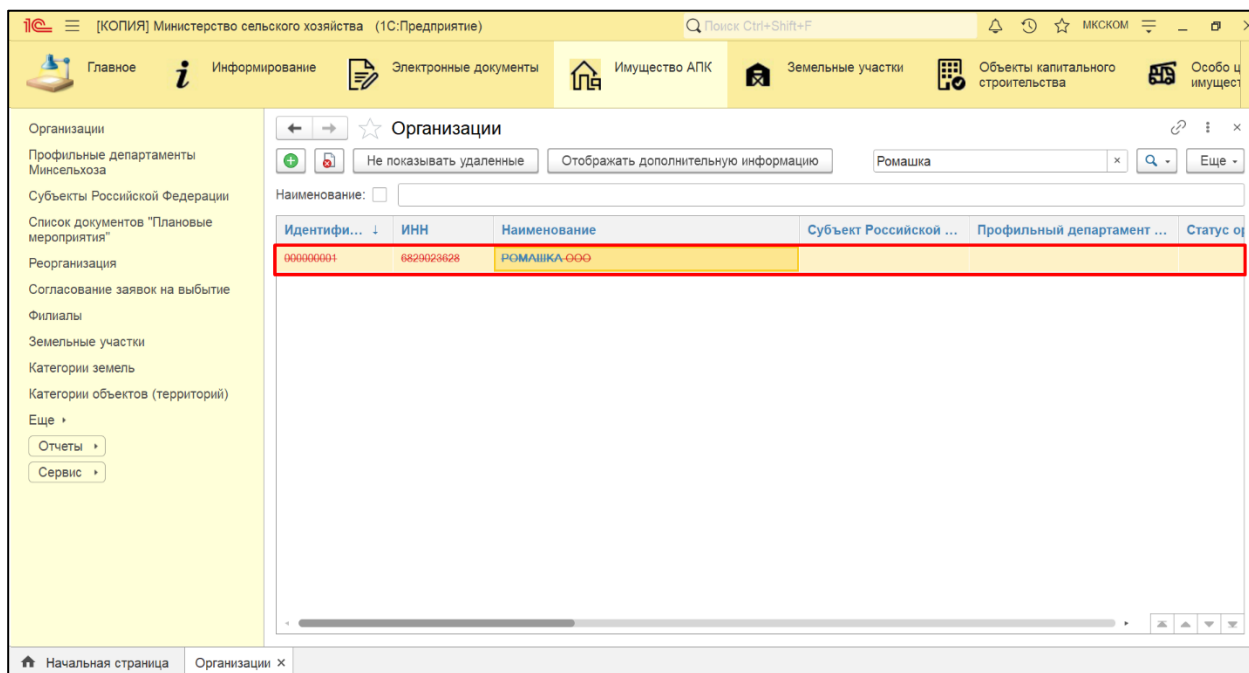 [КОПИЯ] Министерство сельского хозяйства (1С:Предприятие)
Поиск Ctrl+Shift+F
МКСКОМ
Главное
Информирование
Электронные документы
Имущество АПК
Земельные участки
Объекты капитального
строительства
Особо ц
имущест
Организации
Профильные департаменты
Минсельхоза
Субъекты Российской Федерации
Список документов "Плановые
мероприятия"
Реорганизация
Согласование заявок на выбытие
Филиалы
Земельные участки
Категории земель
Категории объектов (территорий)
Еще
Отчеты
Сервис
Организации
Не показывать удаленные
Отображать дополнительную информацию
Ромашка
Еще
Наименование:
Идентифи... ↓ ИНН Наименование Субъект Российской ... Профильный департамент ... Статус ор
000000001 6829023628 РОМАШКА ООО
Начальная страница
Организации